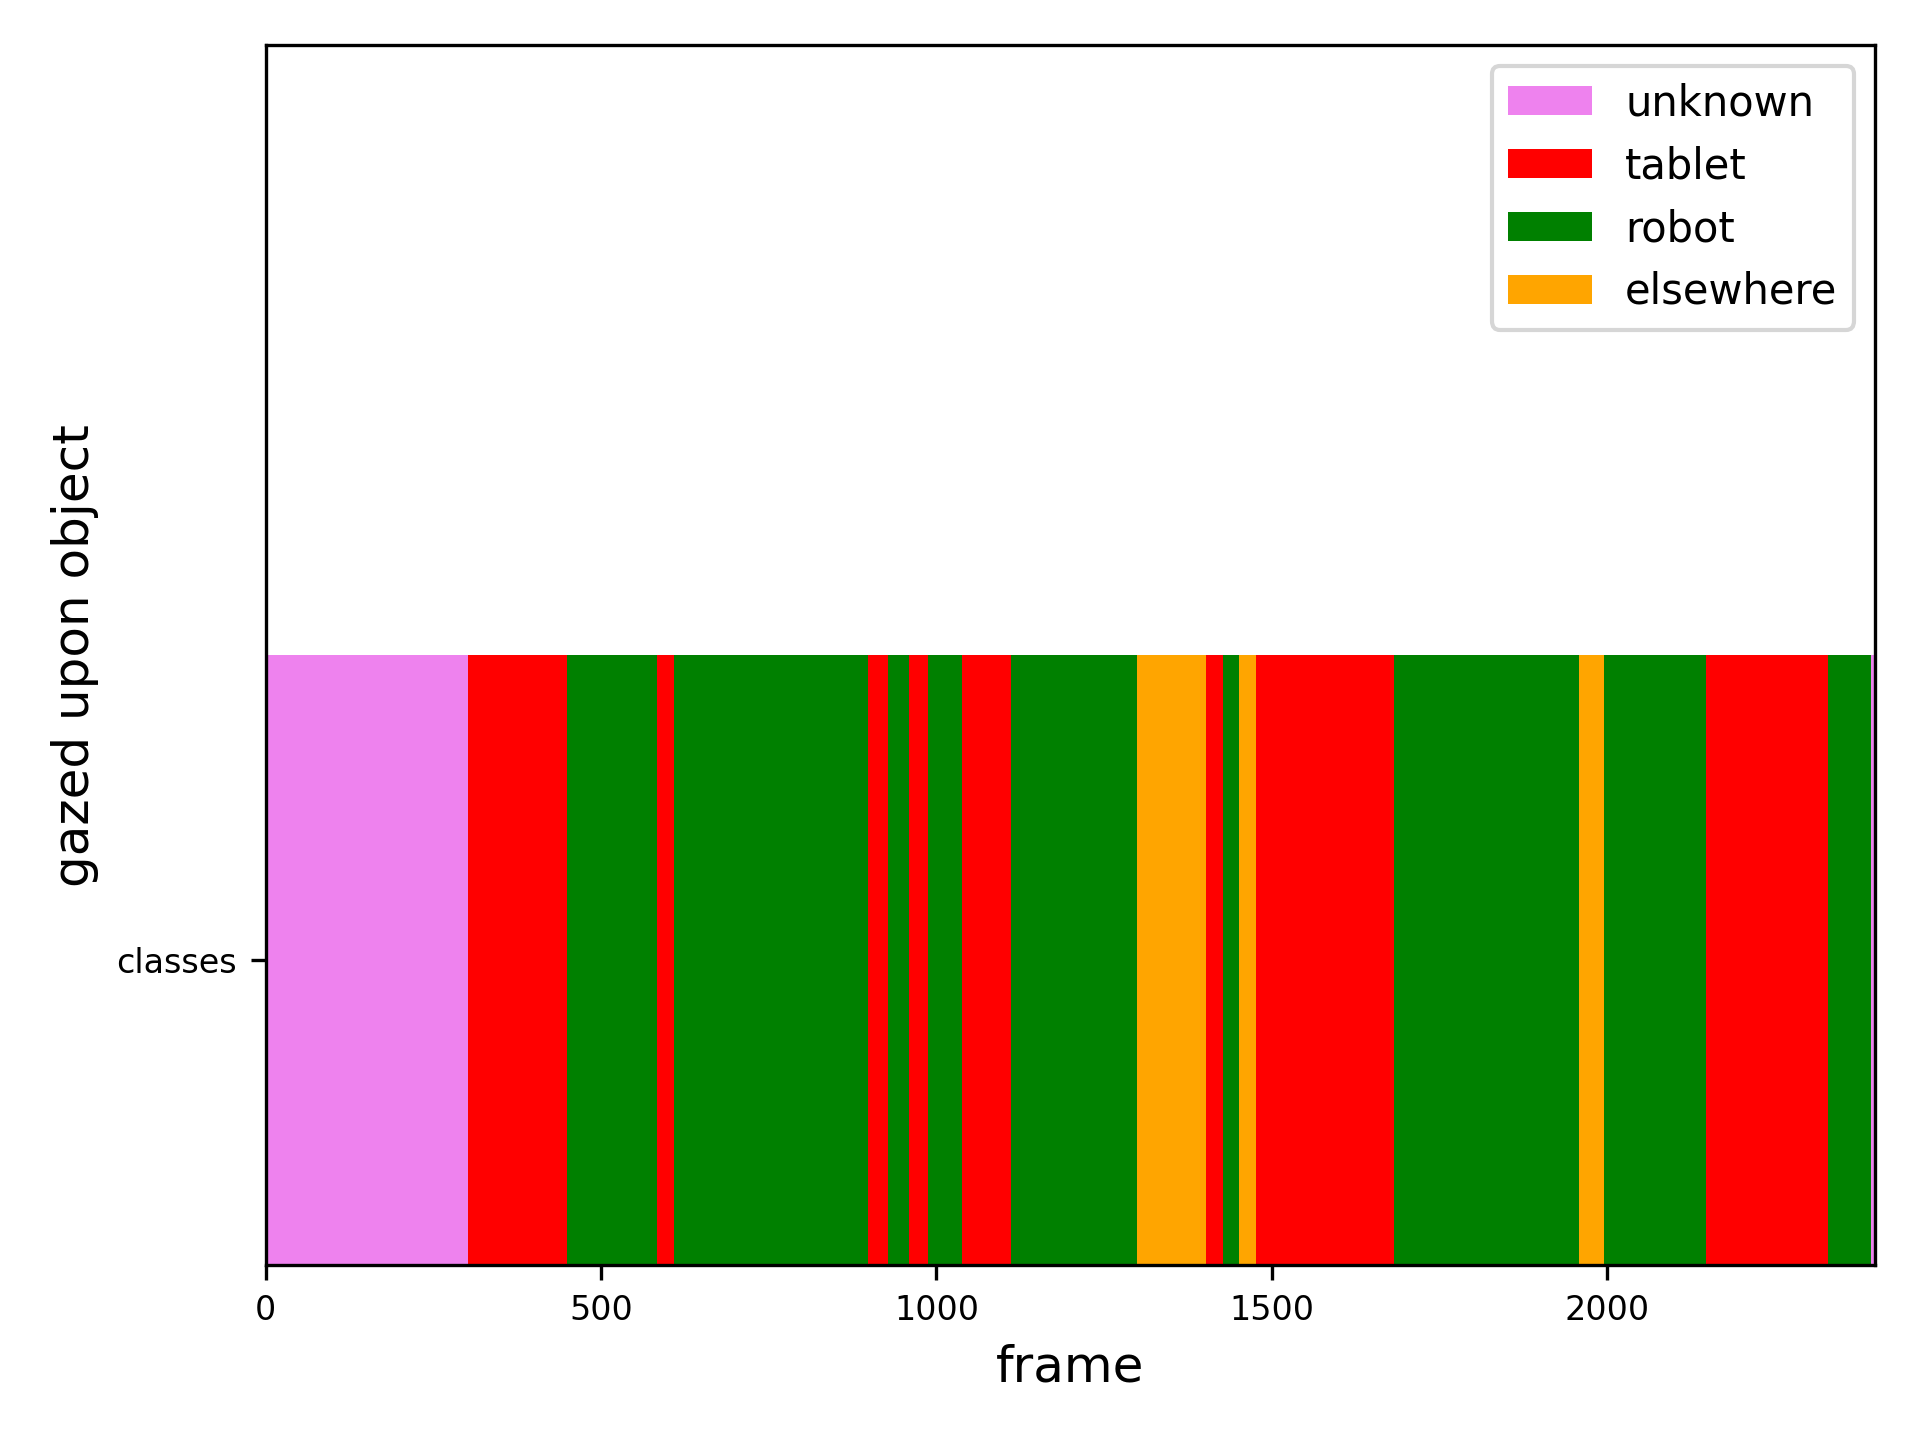 unknown
tablet
robot
elsewhere
gazed upon object
classes
0 500 1000 1500 2000
frame